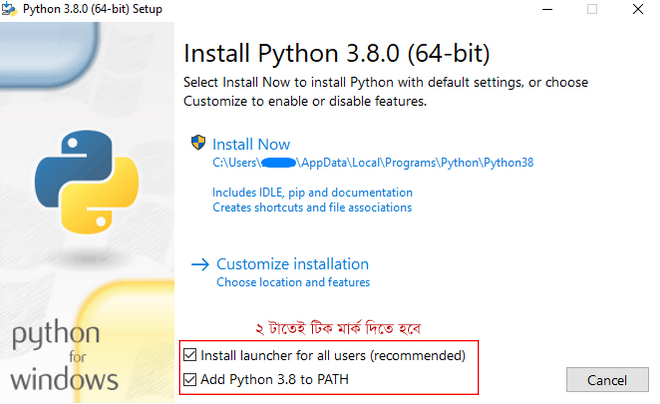 Python 3.8.0 (64-bit) Setup
Install Python 3.8.0 (64-bit)
Select Install Now to install Python with default settings, or choose
Customize to enable or disable features.
Install Now
C:\Users\ \AppData\Local\Programs\Python\Python38
Includes IDLE, pip and documentation
Creates shortcuts and file associations
Customize installation
Choose location and features
২ টাতেই টিক মার্ক দিতে হবে
Install launcher for all users (recommended)
Add Python 3.8 to PATH
python
for
windows
Cancel